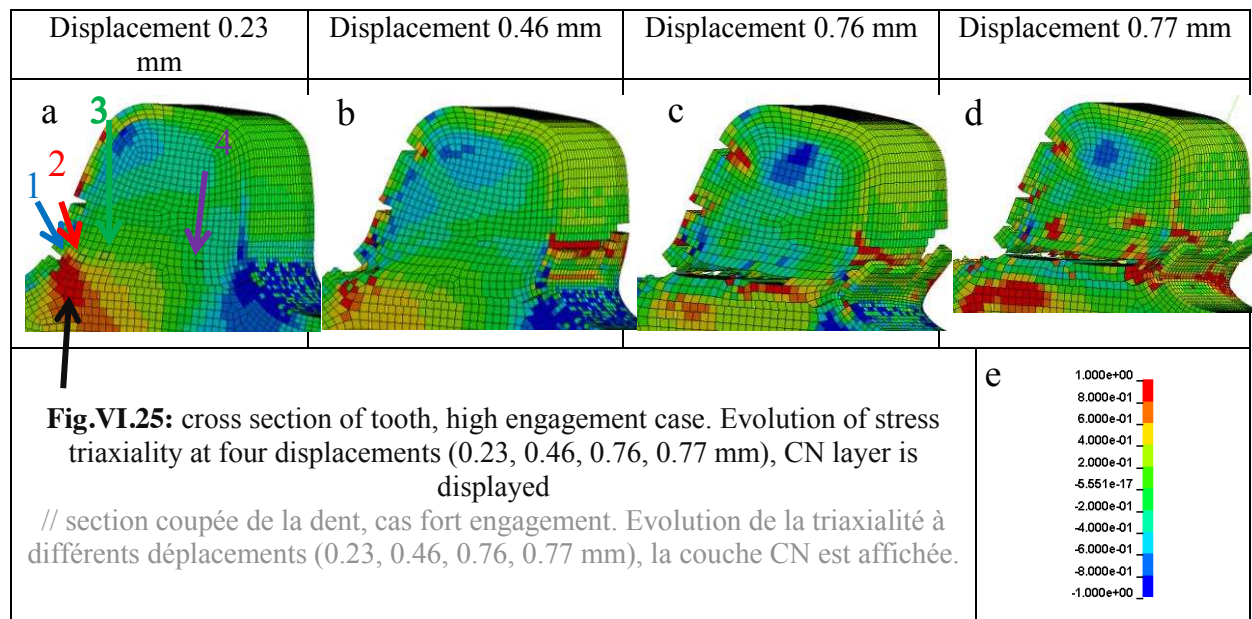 Displacement 0.23
mm
Displacement 0.46 mm
Displacement 0.76 mm
Displacement 0.77 mm
a
3
2
1
4
b
c
d
Fig.VI.25: cross section of tooth, high engagement case. Evolution of stress
triaxiality at four displacements (0.23, 0.46, 0.76, 0.77 mm), CN layer is
displayed
// section coupée de la dent, cas fort engagement. Evolution de la triaxialité à
différents déplacements (0.23, 0.46, 0.76, 0.77 mm), la couche CN est affichée.
e
1.000e+00
8.000e-01
6.000e-01
4.000e-01
2.000e-01
-5.551e-17
-2.000e-01
-4.000e-01
-6.000e-01
-8.000e-01
-1.000e+00